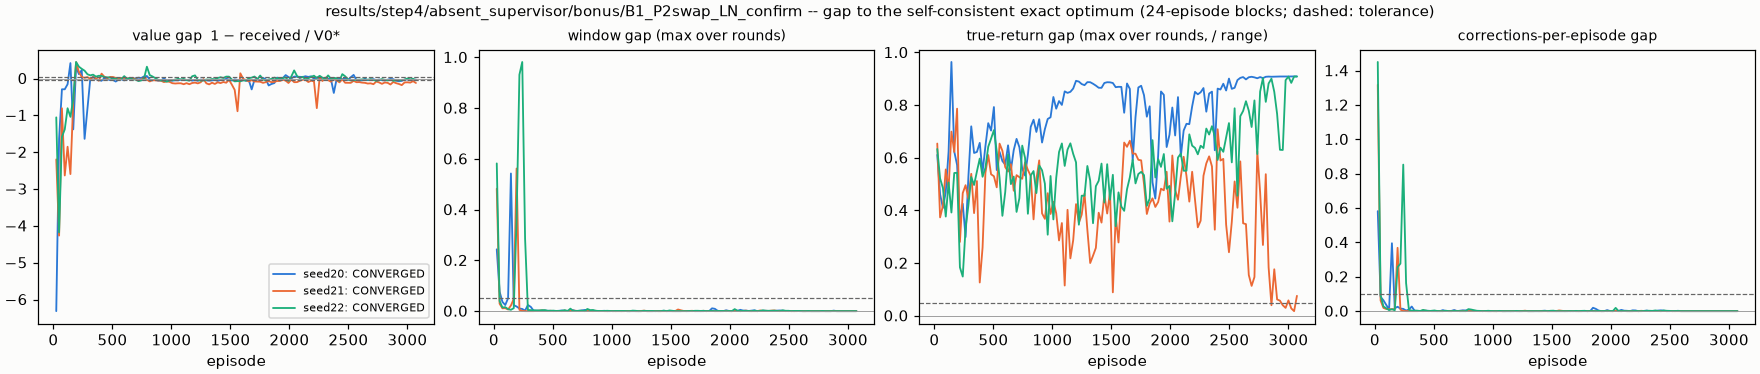 results/step4/absent_supervisor/bonus/B1_P2swap_LN_confirm -- gap to the self-consistent exact optimum (24-episode blocks; dashed: tolerance)
value gap 1 − received / V0*
window gap (max over rounds)
true-return gap (max over rounds, / range)
corrections-per-episode gap
0
−1
−2
−3
−4
−5
−6
seed20: CONVERGED
seed21: CONVERGED
seed22: CONVERGED
0 500 1000 1500 2000 2500 3000
episode
1.0
0.8
0.6
0.4
0.2
0.0
0 500 1000 1500 2000 2500 3000
episode
1.0
0.8
0.6
0.4
0.2
0.0
0 500 1000 1500 2000 2500 3000
episode
1.4
1.2
1.0
0.8
0.6
0.4
0.2
0.0
0 500 1000 1500 2000 2500 3000
episode